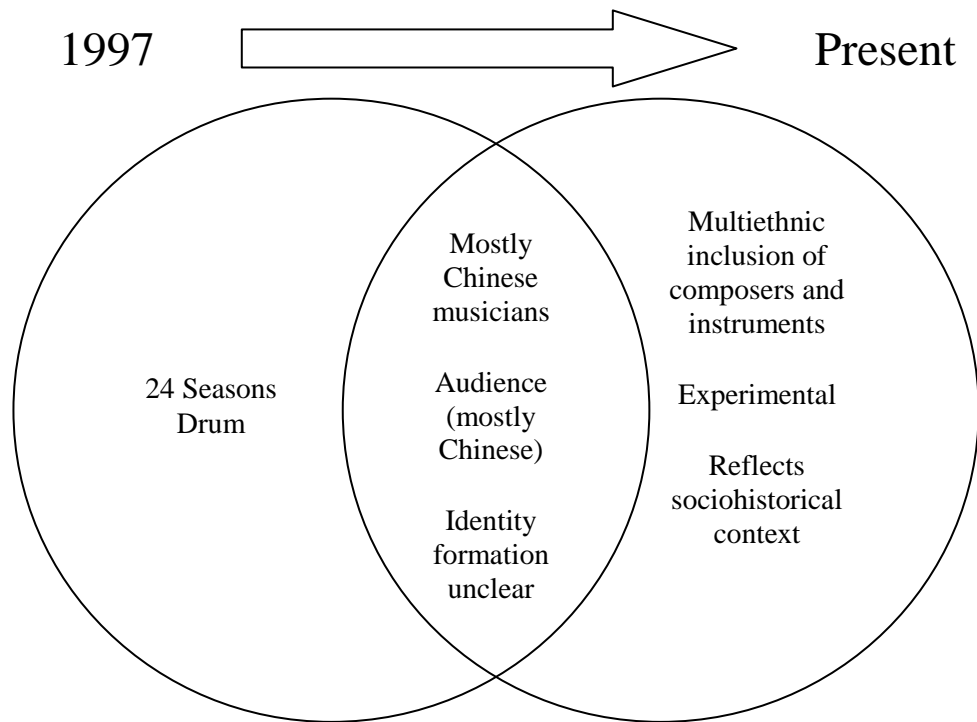 1997
Present
24 Seasons
Drum
Mostly
Chinese
musicians
Audience
(mostly
Chinese)
Identity
formation
unclear
Multiethnic
inclusion of
composers and
instruments
Experimental
Reflects
sociohistorical
context